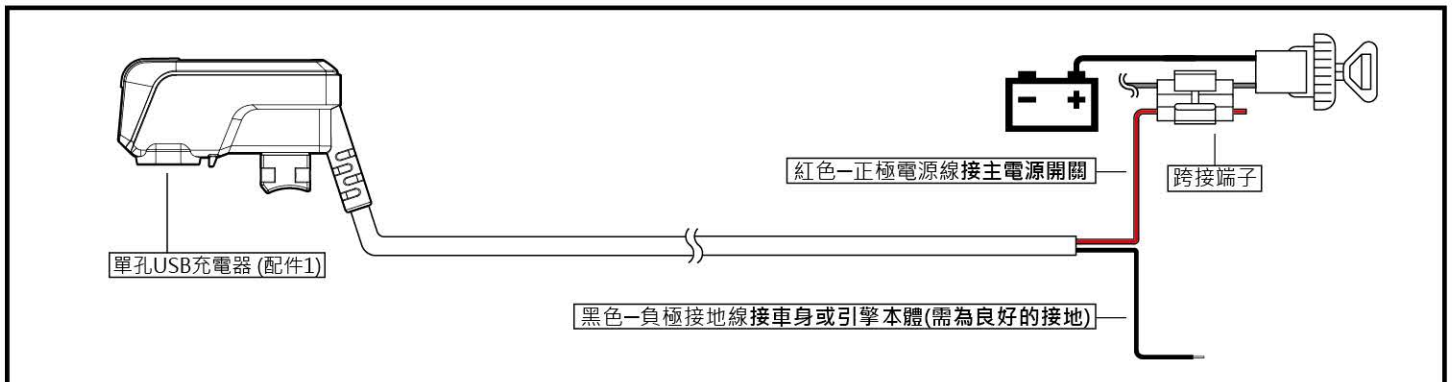 紅色─正極電源線接主電源開關
跨接端子
單孔USB充電器 (配件1)
黑色─負極接地線接車身或引擎本體(需為良好的接地)